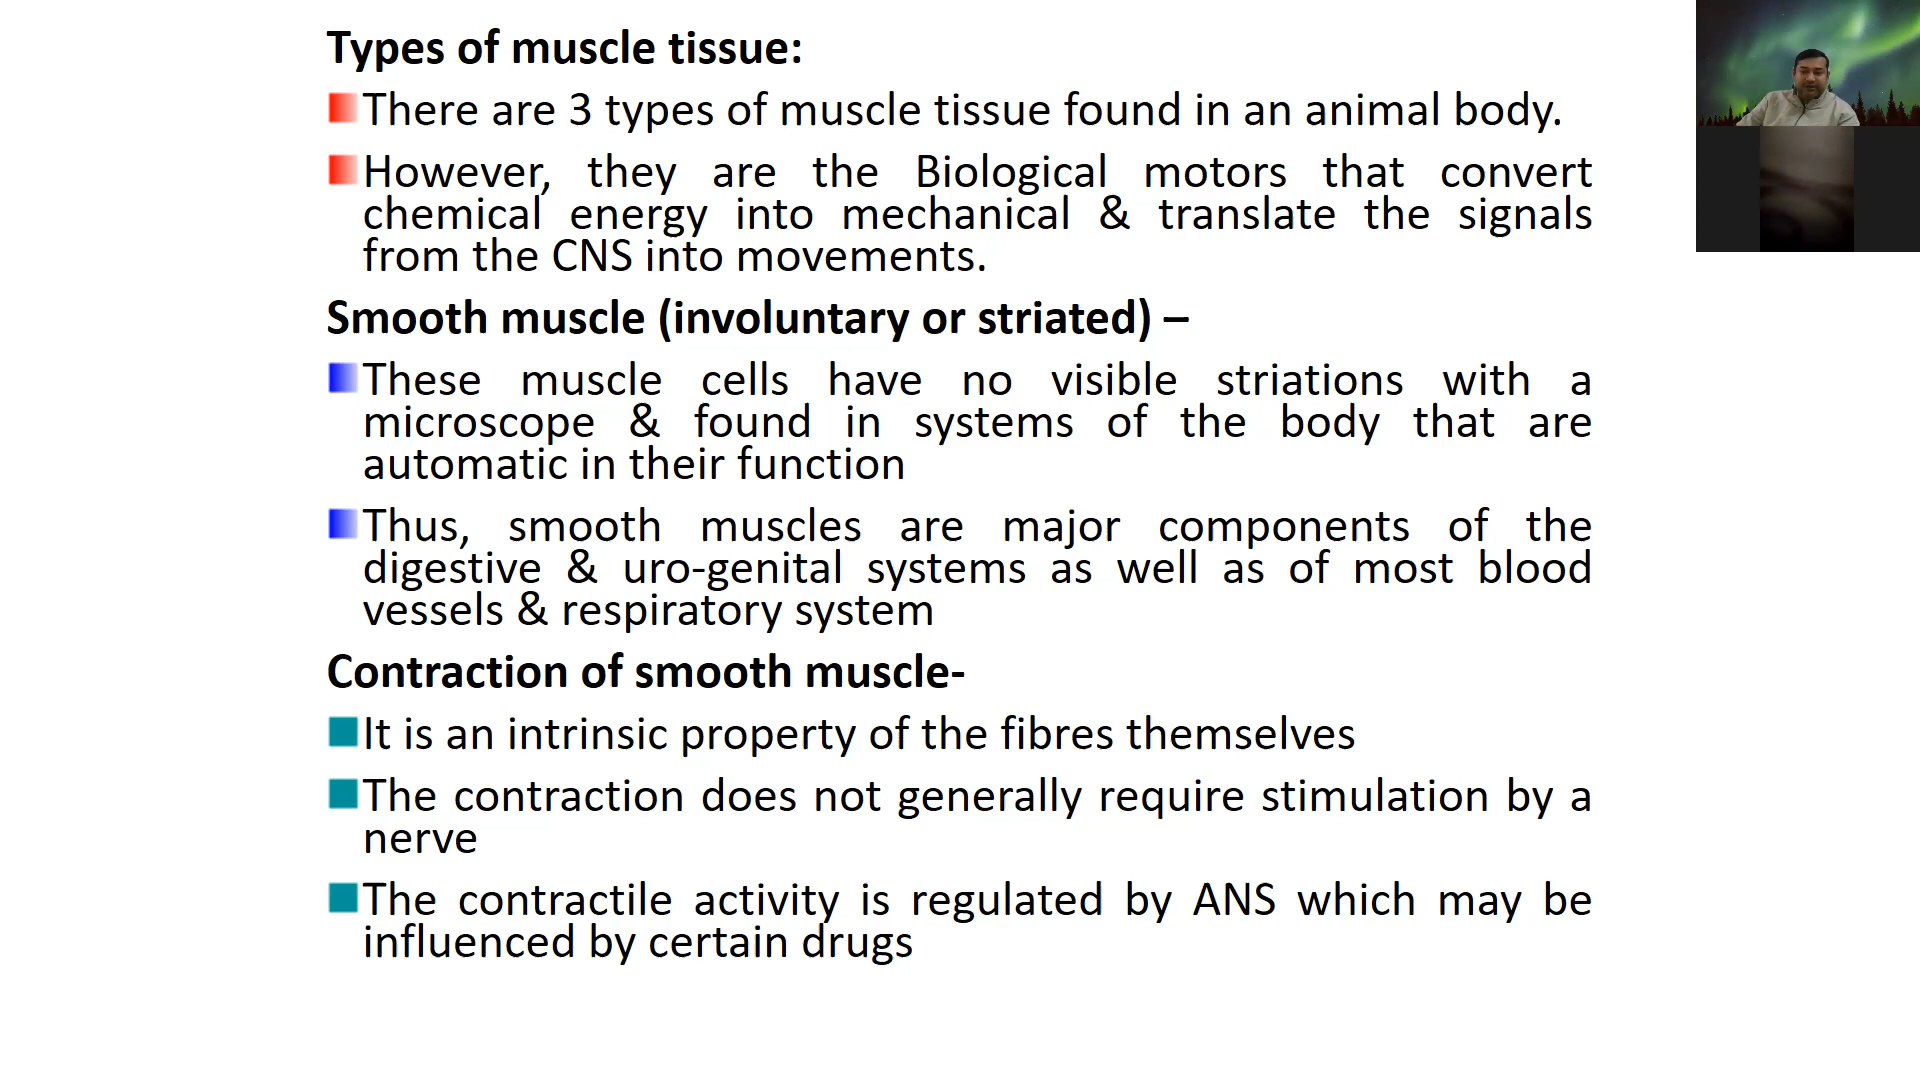 Types of muscle tissue:
There are 3 types of muscle tissue found in an animal body.
However, they are the Biological motors that convert
chemical energy into mechanical & translate the signals
from the CNS into movements.
Smooth muscle (involuntary or striated) –
These muscle cells have no visible striations with a
microscope & found in systems of the body that are
automatic in their function
Thus, smooth muscles are major components of the
digestive & uro-genital systems as well as of most blood
vessels & respiratory system
Contraction of smooth muscle-
It is an intrinsic property of the fibres themselves
The contraction does not generally require stimulation by a
nerve
The contractile activity is regulated by ANS which may be
influenced by certain drugs